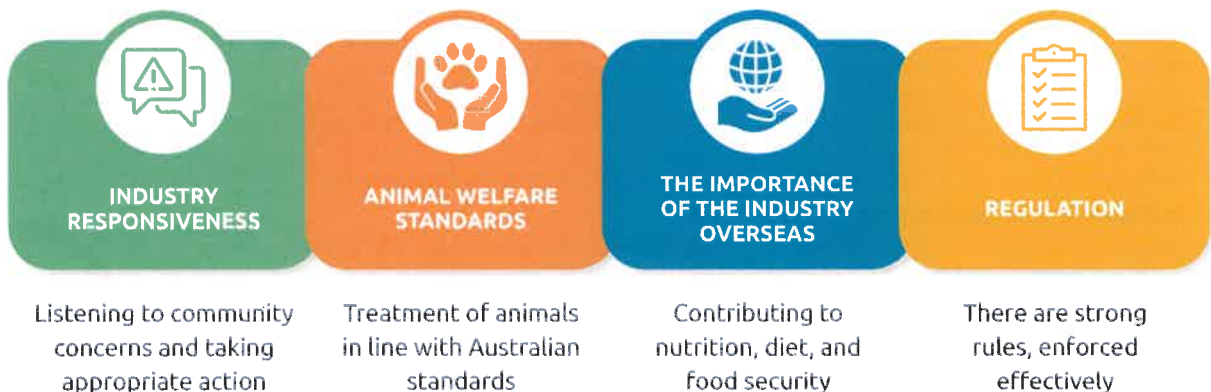 INDUSTRY
RESPONSIVENESS
ANIMAL WELFARE
STANDARDS
THE IMPORTANCE
OF THE INDUSTRY
OVERSEAS
REGULATION
Listening to community
concerns and taking
appropriate action
Treatment of animals
in line with Australian
standards
Contributing to
nutrition, diet, and
food security
There are strong
rules, enforced
effectively